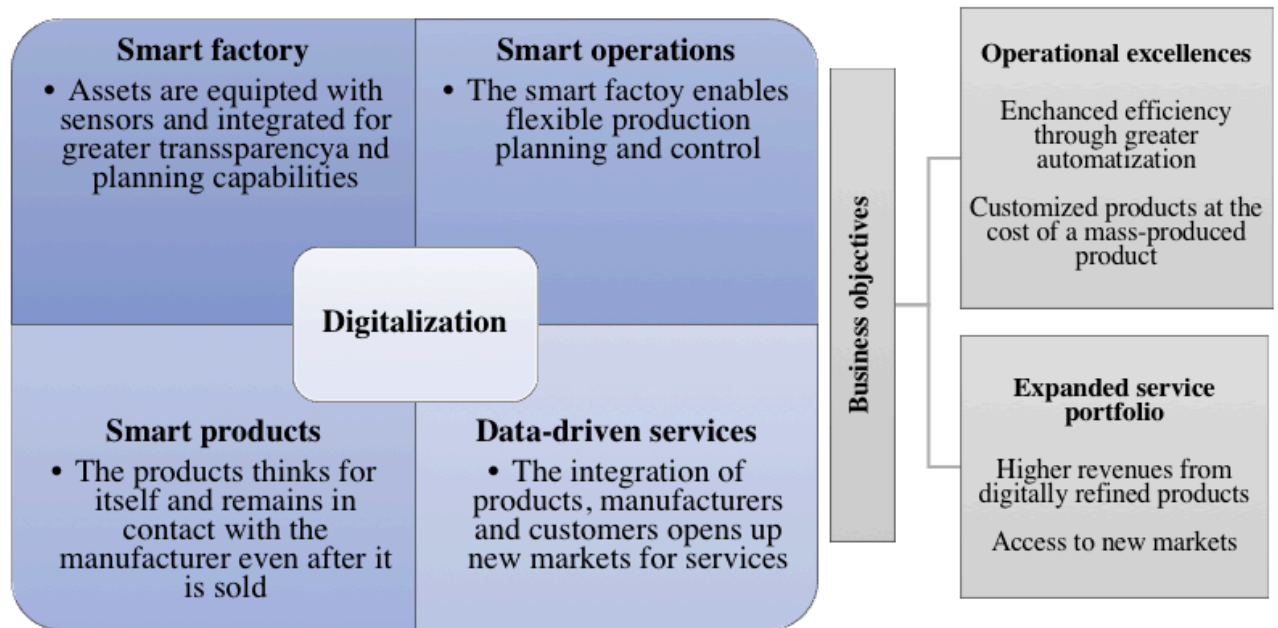 Smart factory
• Assets are equipted with
sensors and integrated for
greater transsparencya nd
planning capabilities
Smart operations
• The smart factoy enables
flexible production
planning and control
Digitalization
Smart products
• The products thinks for
itself and remains in
contact with the
manufacturer even after it
is sold
Data-driven services
• The integration of
products, manufacturers
and customers opens up
new markets for services
Business objectives
Operational excellences
Enchanced efficiency
through greater
automatization
Customized products at the
cost of a mass-produced
product
Expanded service
portfolio
Higher revenues from
digitally refined products
Access to new markets